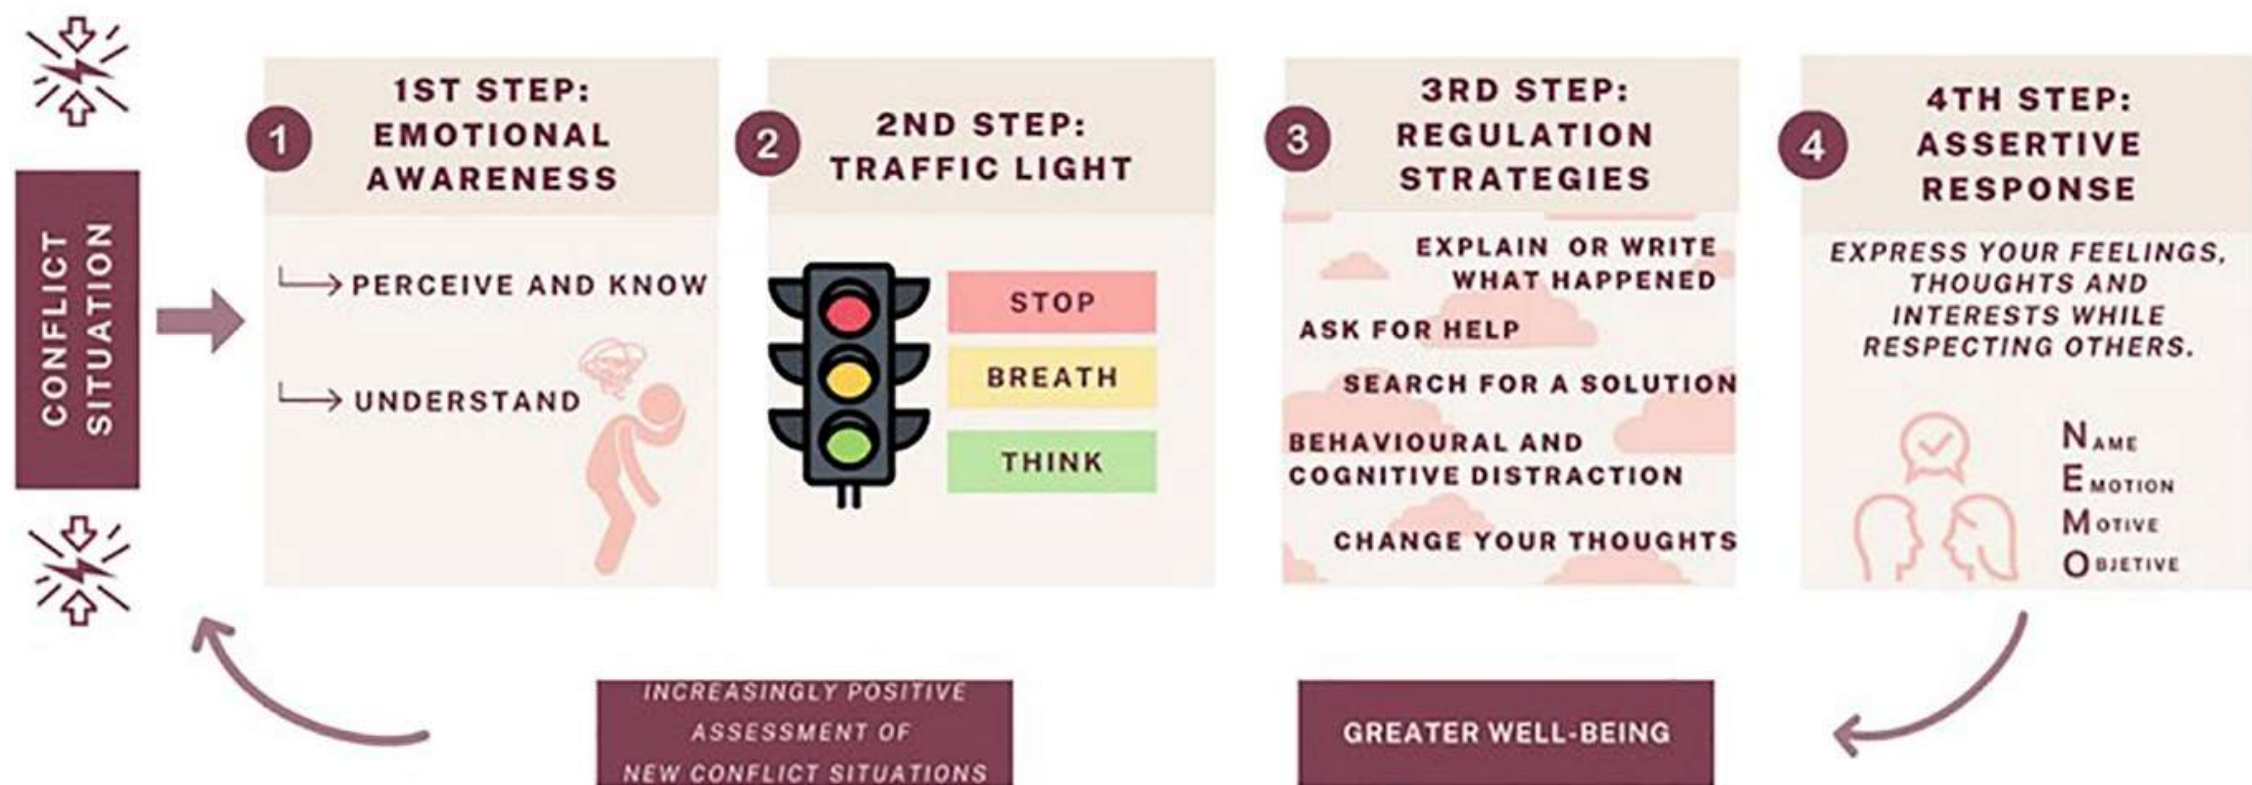 CONFLICT
SITUATION
1
1ST STEP:
EMOTIONAL
AWARENESS
PERCEIVE AND KNOW
UNDERSTAND
2
2ND STEP:
TRAFFIC LIGHT
STOP
BREATH
THINK
3
3RD STEP:
REGULATION
STRATEGIES
EXPLAIN OR WRITE
WHAT HAPPENED
ASK FOR HELP
SEARCH FOR A SOLUTION
BEHAVIOURAL AND
COGNITIVE DISTRACTION
CHANGE YOUR THOUGHTS
4
4TH STEP:
ASSERTIVE
RESPONSE
EXPRESS YOUR FEELINGS,
THOUGHTS AND
INTERESTS WHILE
RESPECTING OTHERS.
NAME
EMOTION
MOTIVE
OBJETIVE
INCREASINGLY POSITIVE
ASSESSMENT OF
NEW CONFLICT SITUATIONS
GREATER WELL-BEING